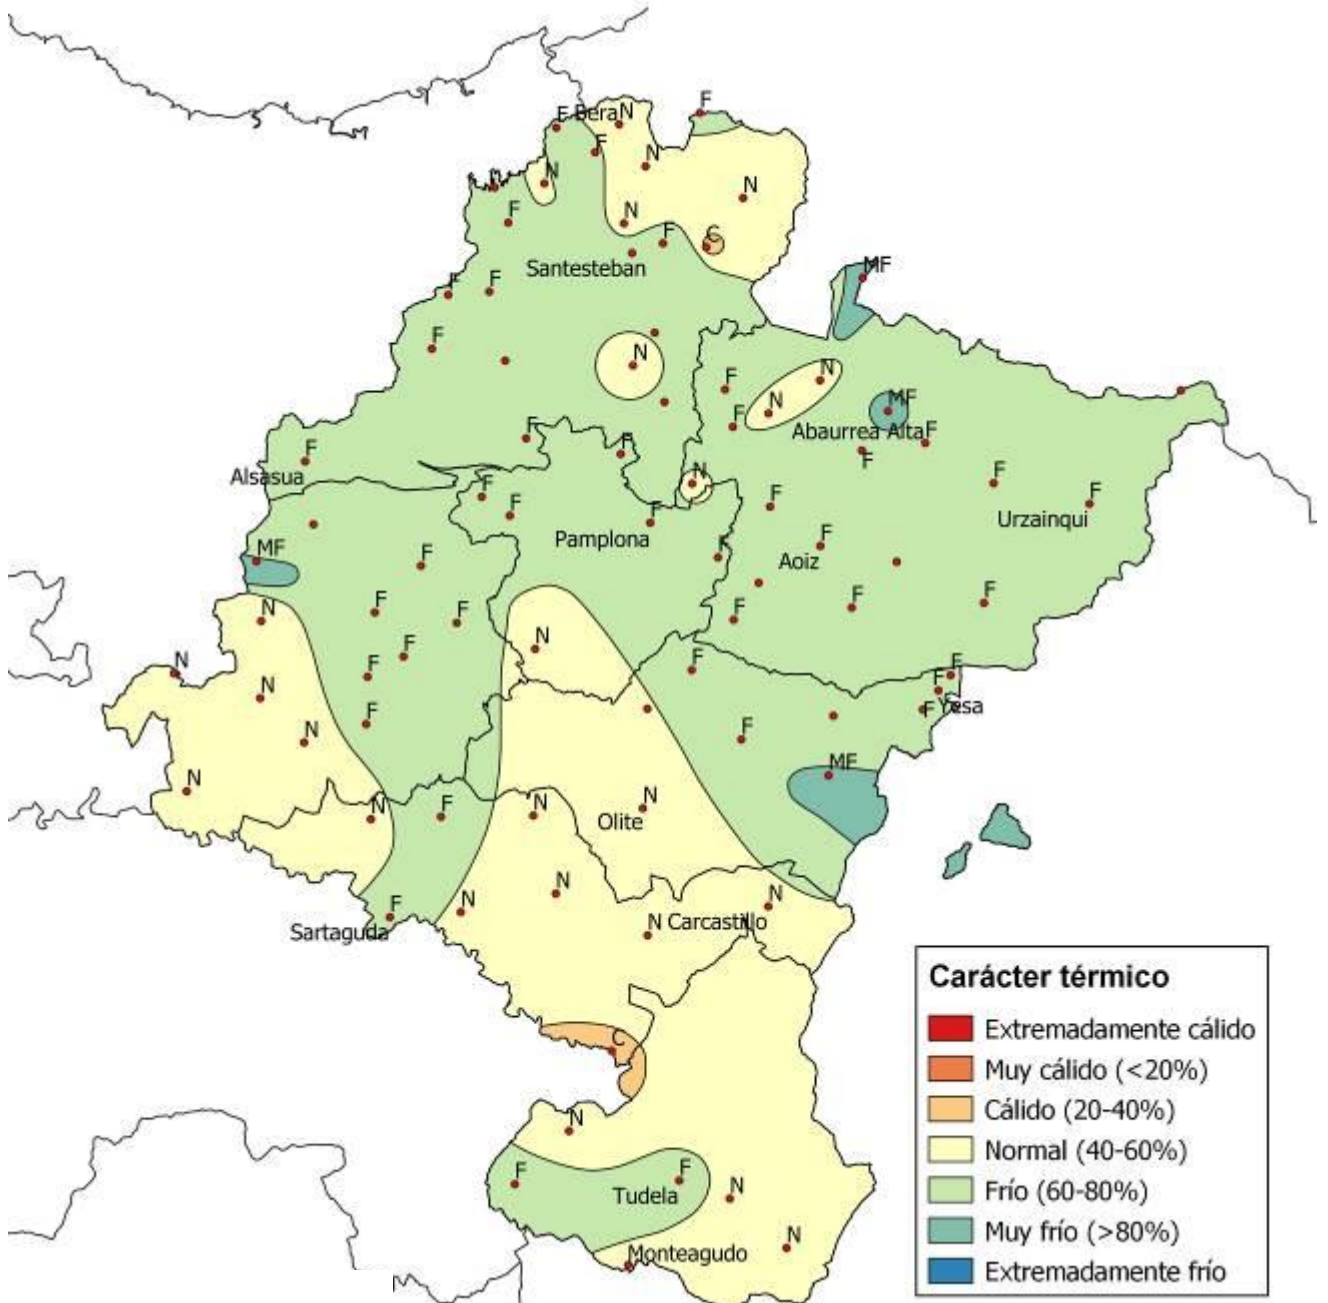 F
F Bera N
F N
N N
F N
F C
Santesteban
MF
F F
F
N
N
F N MF
F Abaurrea Alta F
F F F
F
Alsasua
N F
F F F F
F Urzainqui
Pamplona
F
MF F Aoiz
F F F
N F F
N
N F F
F F
N Yesa
F F
N MF
N
N F N Olite N
N
F N N
Sartaguda N Carcastillo
C
N
F Tudela F
N
N
Monteagudo
Carácter térmico
Extremadamente cálido
Muy cálido (<20%)
Cálido (20-40%)
Normal (40-60%)
Frío (60-80%)
Muy frío (>80%)
Extremadamente frío